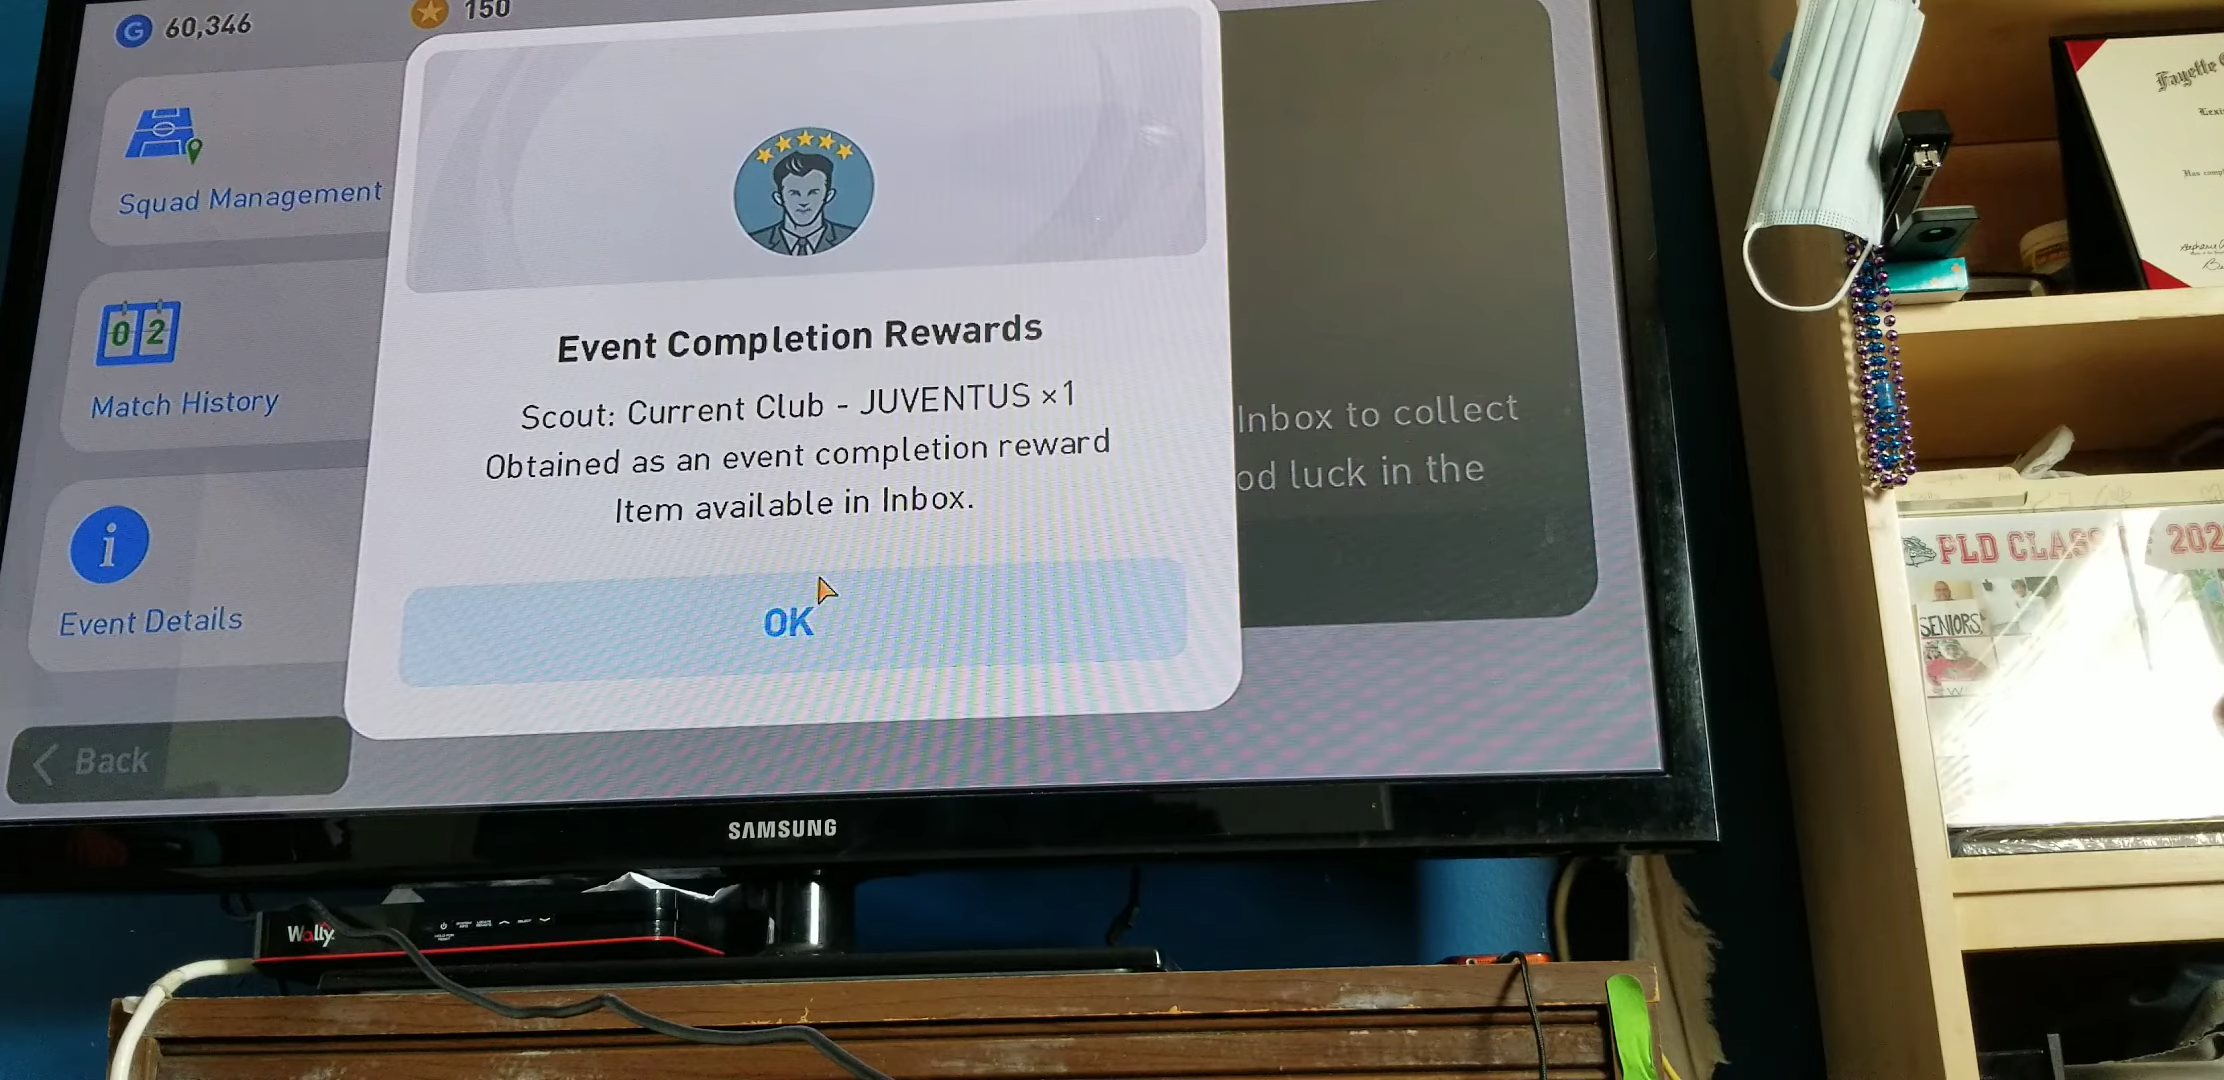 G 60,346
150
Squad Management
02
Match History
i
Event Details
Back
Event Completion Rewards
Scout: Current Club - JUVENTUS ×1
Obtained as an event completion reward
Item available in Inbox.
OK
Inbox to collect
od luck in the
SAMSUNG
Wally
Fayette
PLD CLASS
202
SENIORS